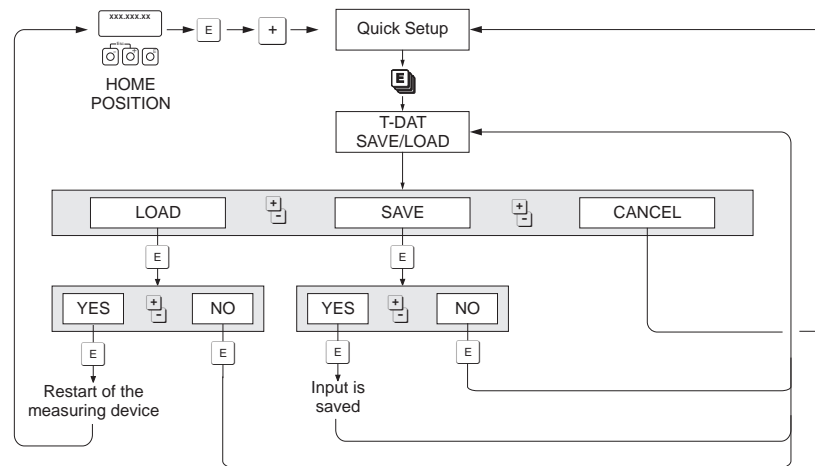 xxx.xxx.xx
Esc
E
+
Quick Setup
HOME
POSITION
E
T-DAT
SAVE/LOAD
LOAD
+
-
SAVE
+
-
CANCEL
E
E
YES
+
-
NO
YES
+
-
NO
E
E
E
E
Restart of the
measuring device
Input is
saved